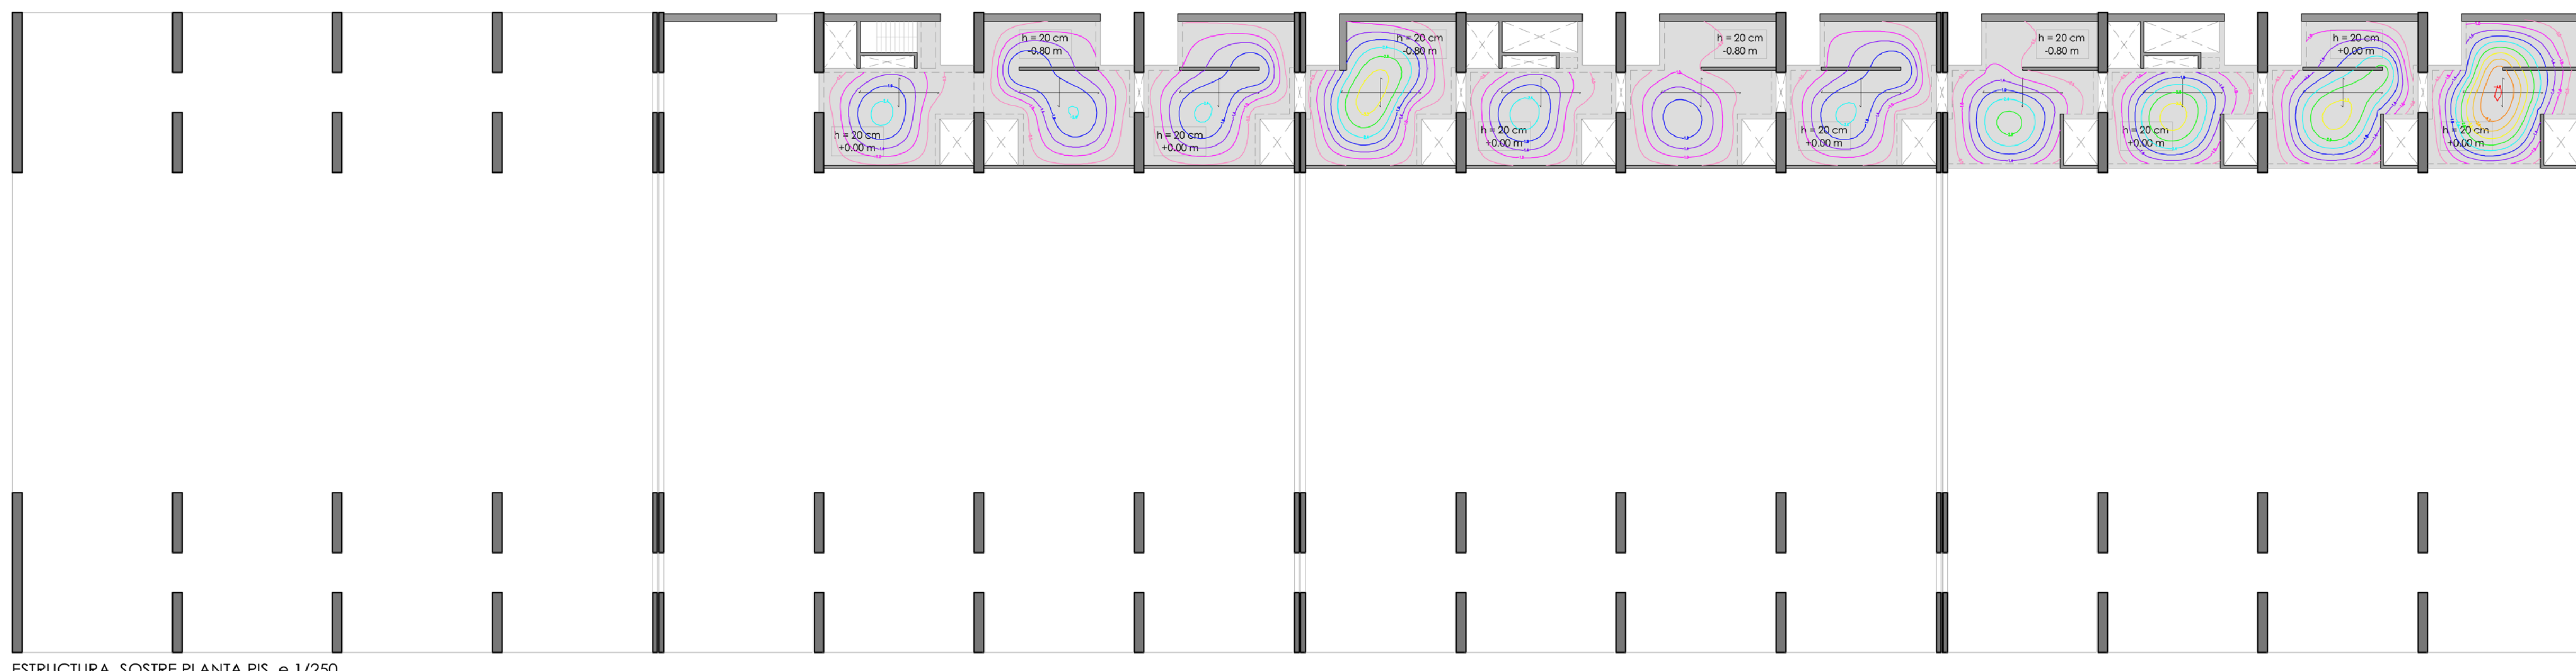 h = 20 cm
-0.80 m
h = 20 cm
-0.80 m
h = 20 cm
-0.80 m
h = 20 cm
-0.80 m
h = 20 cm
+0.00 m
h = 20 cm
+0.00 m
h = 20 cm
+0.00 m
h = 20 cm
+0.00 m
h = 20 cm
+0.00 m
h = 20 cm
+0.00 m
h = 20 cm
+0.00 m
ESTRUCTURA. SOSTRE PLANTA PIS. e 1/250